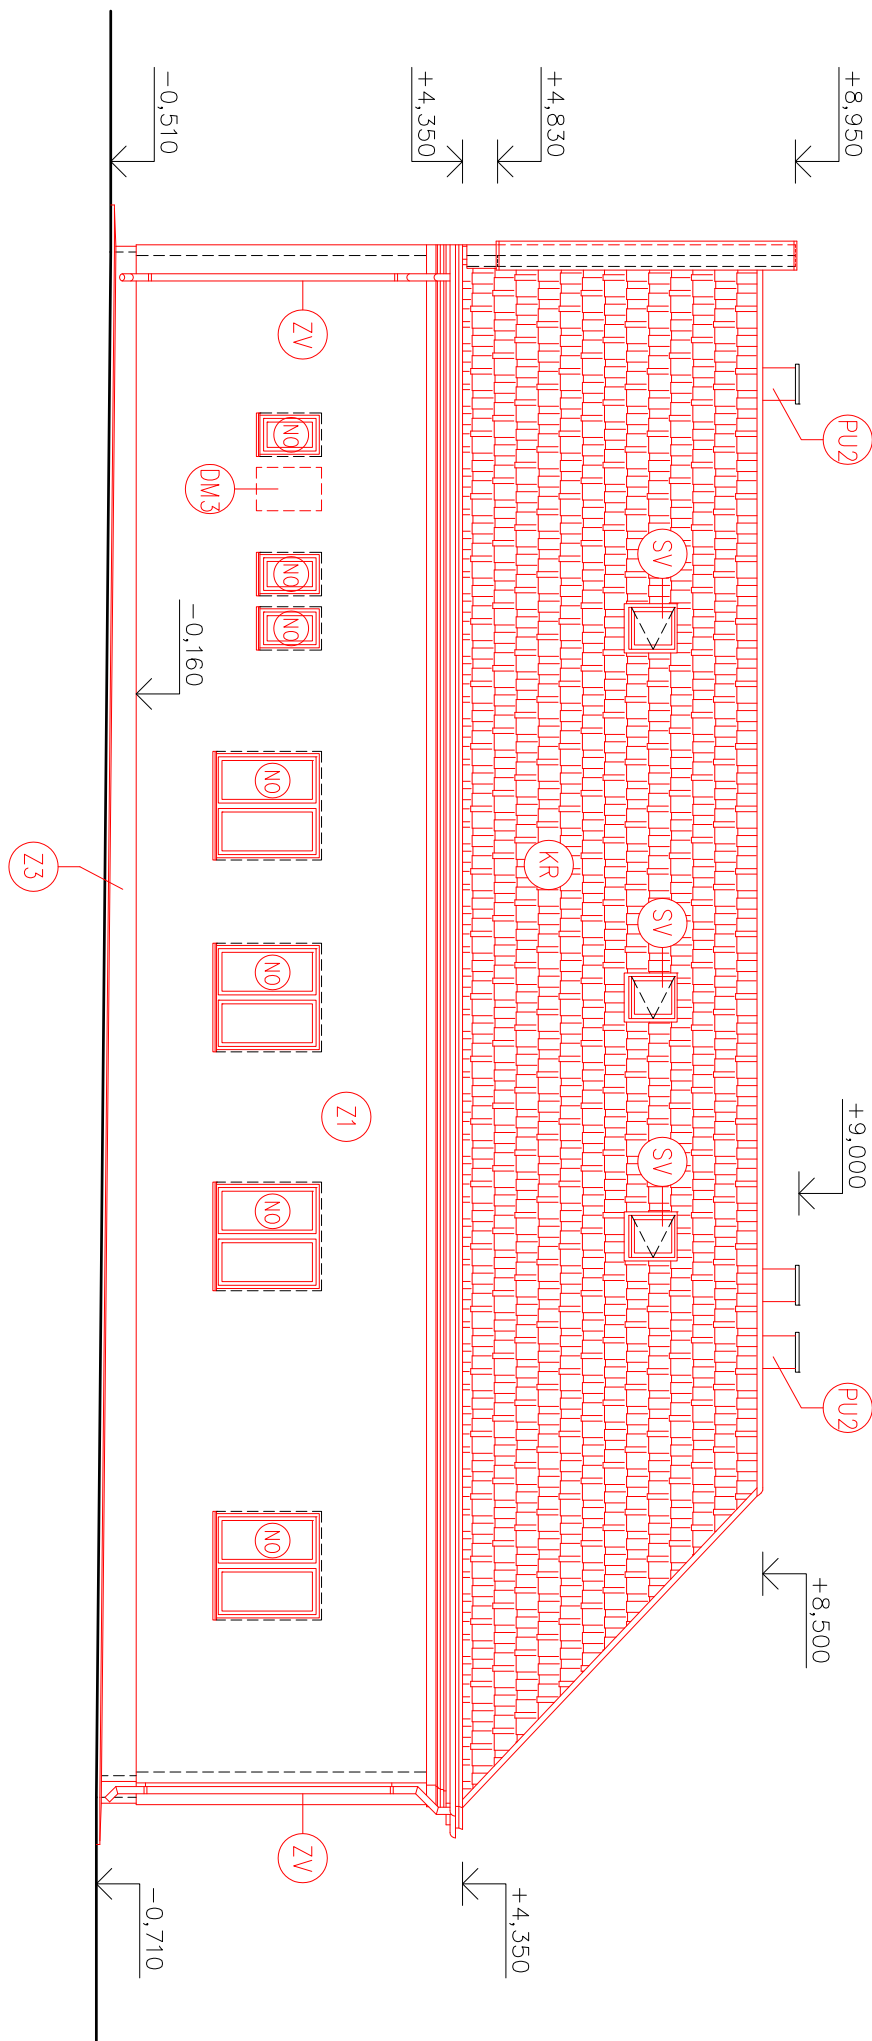 +8,950
PU2
+9,000
PU2
+8,500
SV
SV
SV
+4,830
KR
+4,350
+4,350
Z1
ZV
ZV
NO
NO
NO
NO
NO
NO
NO
DM3
-0,160
-0,510
-0,710
Z3